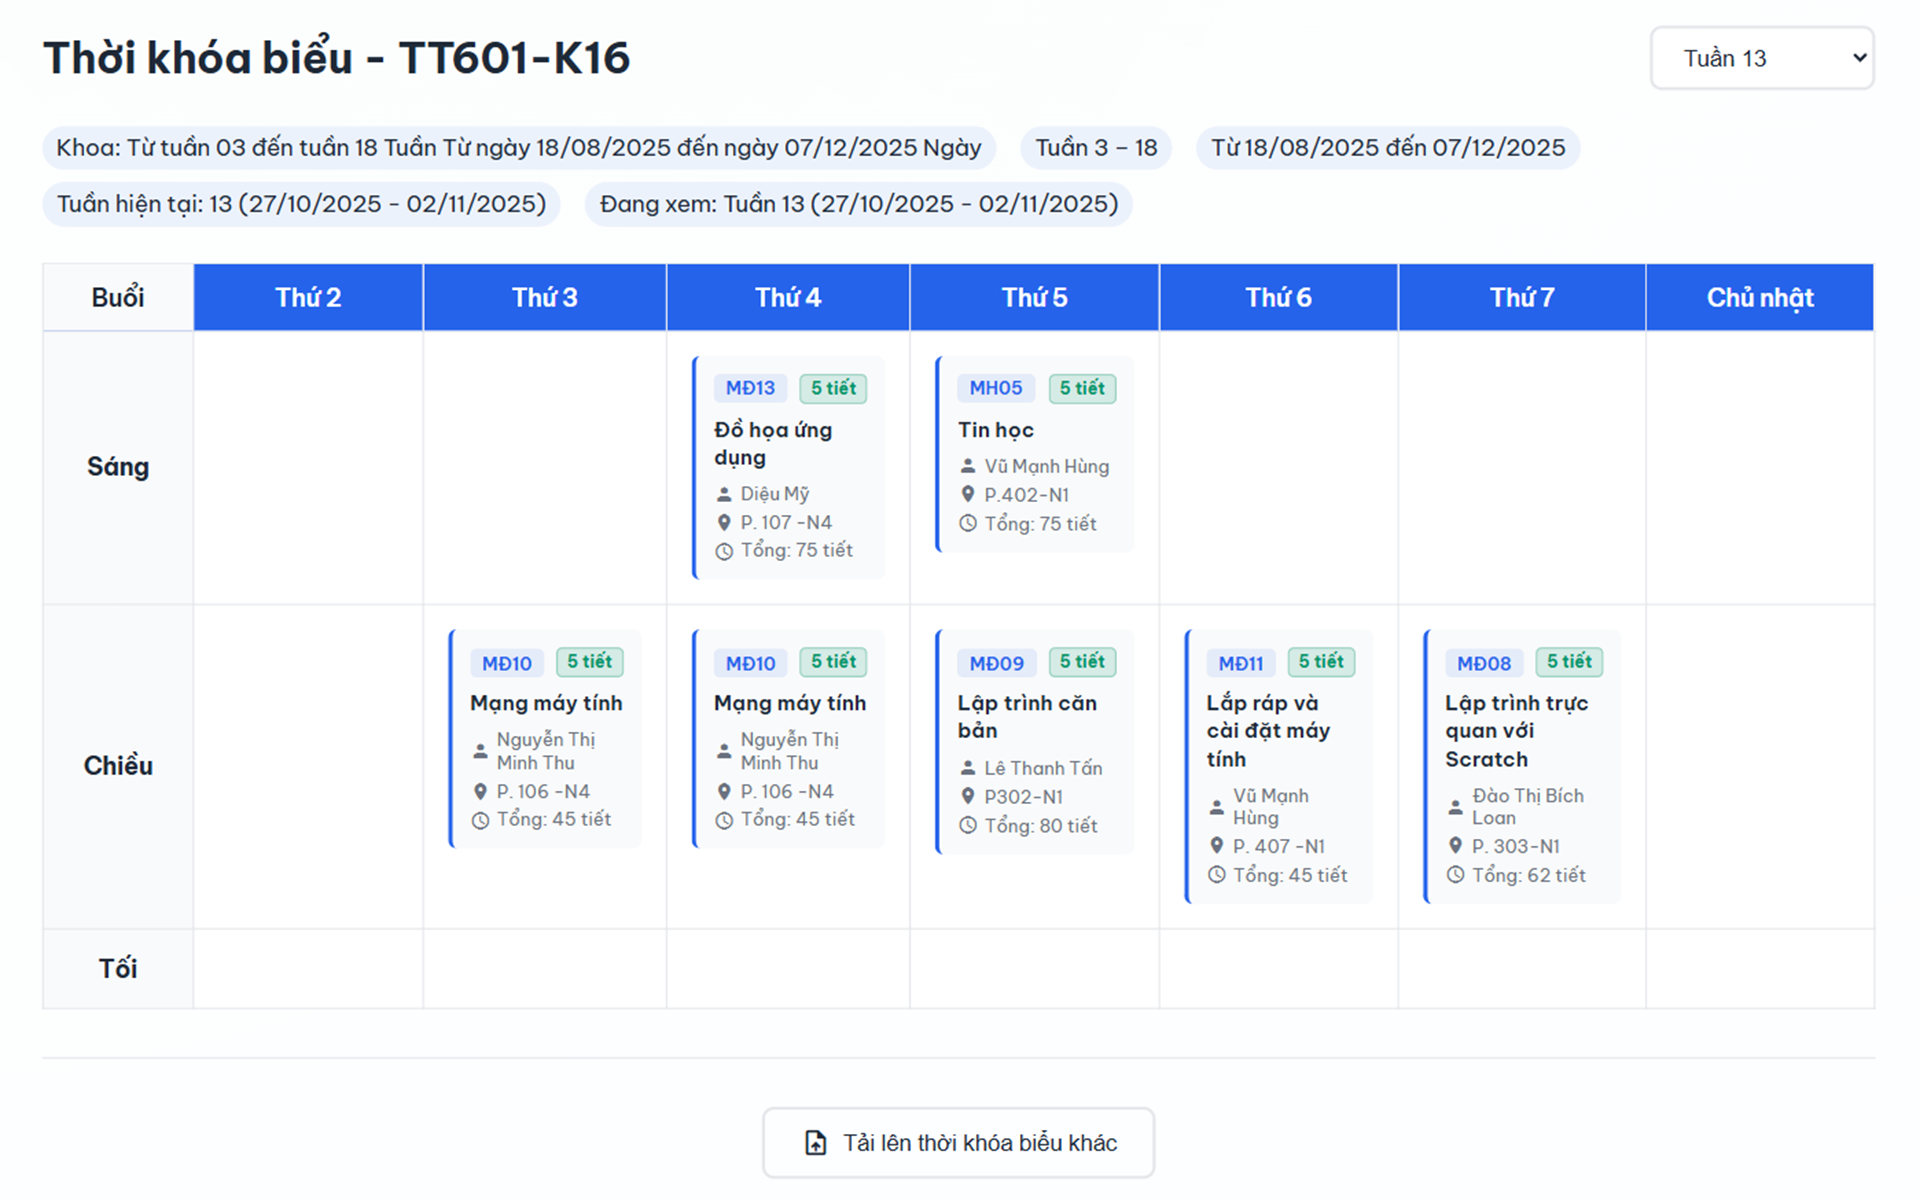 Thời khóa biểu - TT601-K16
Tuần 13
Khoa: Từ tuần 03 đến tuần 18 Tuần Từ ngày 18/08/2025 đến ngày 07/12/2025 Ngày
Tuần 3 – 18
Từ 18/08/2025 đến 07/12/2025
Tuần hiện tại: 13 (27/10/2025 - 02/11/2025)
Đang xem: Tuần 13 (27/10/2025 - 02/11/2025)
Buổi
Thứ 2
Thứ 3
Thứ 4
Thứ 5
Thứ 6
Thứ 7
Chủ nhật
Sáng
MĐ13
5 tiết
Đồ họa ứng
dụng
Diệu Mỹ
P. 107 -N4
Tổng: 75 tiết
MH05
5 tiết
Tin học
Vũ Mạnh Hùng
P.402-N1
Tổng: 75 tiết
Chiều
MĐ10
5 tiết
Mạng máy tính
Nguyễn Thị
Minh Thu
P. 106 -N4
Tổng: 45 tiết
MĐ10
5 tiết
Mạng máy tính
Nguyễn Thị
Minh Thu
P. 106 -N4
Tổng: 45 tiết
MĐ09
5 tiết
Lập trình căn
bản
Lê Thanh Tấn
P302-N1
Tổng: 80 tiết
MĐ11
5 tiết
Lắp ráp và
cài đặt máy
tính
Vũ Mạnh
Hùng
P. 407 -N1
Tổng: 45 tiết
MĐ08
5 tiết
Lập trình trực
quan với
Scratch
Đào Thị Bích
Loan
P. 303-N1
Tổng: 62 tiết
Tối
Tải lên thời khóa biểu khác